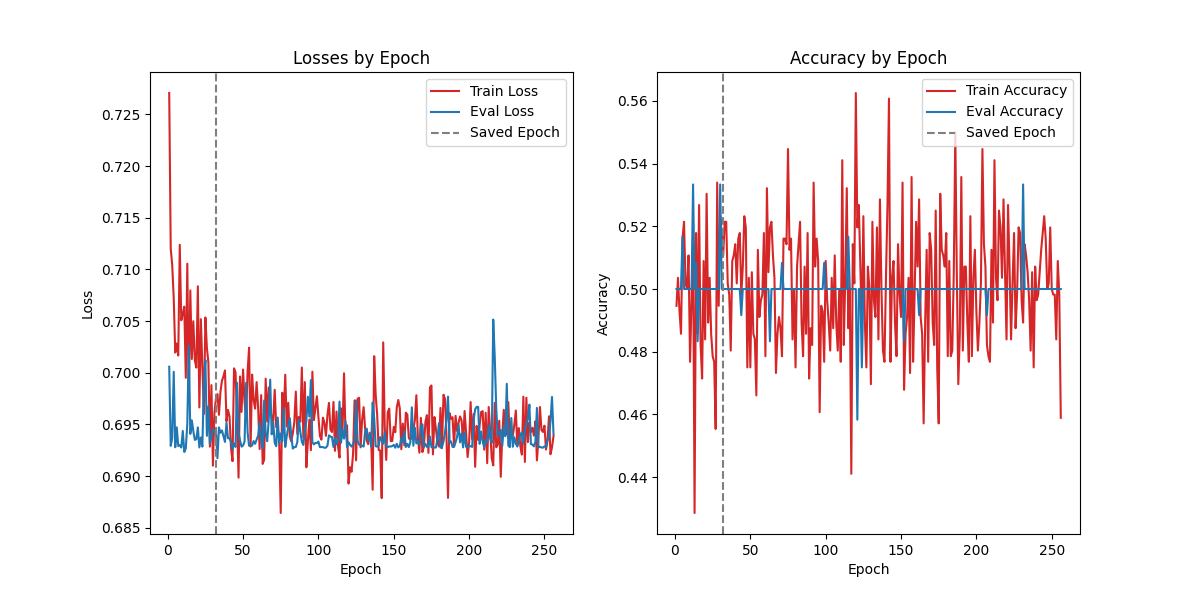 Losses by Epoch
Train Loss
Eval Loss
Saved Epoch
0.725
0.720
0.715
0.710
0.705
0.700
0.695
0.690
0.685
Loss
0
50
100
150
200
250
Epoch
Accuracy by Epoch
Train Accuracy
Eval Accuracy
Saved Epoch
0.56
0.54
0.52
0.50
0.48
0.46
0.44
Accuracy
0
50
100
150
200
250
Epoch